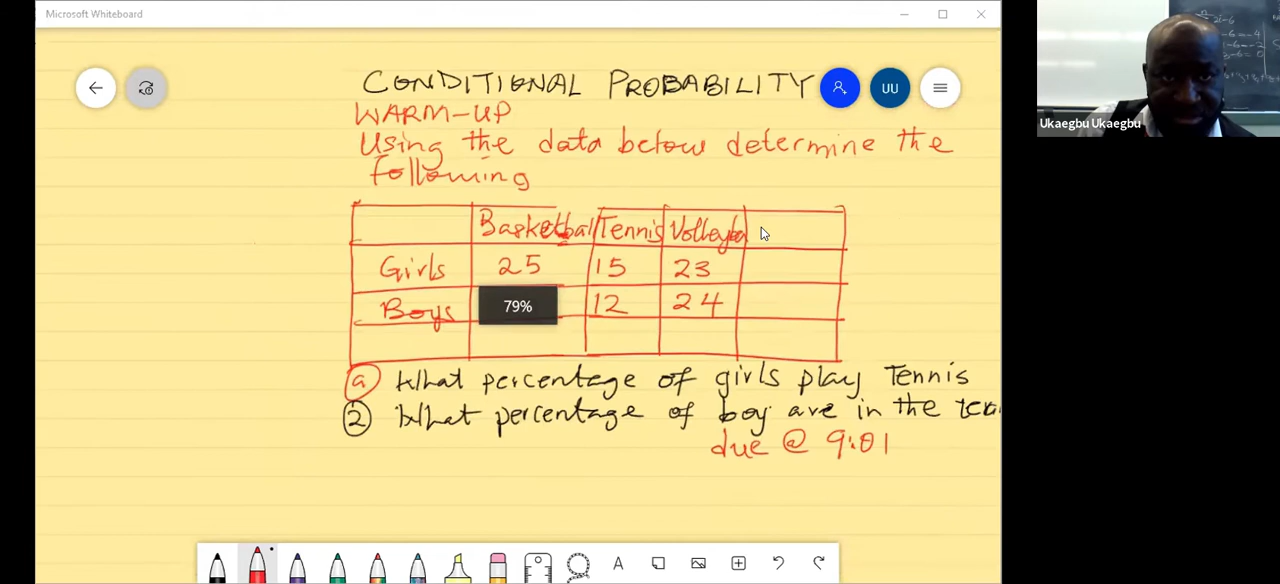 Microsoft Whiteboard
CONDITIONAL PROBABILITY
UU
WARM-UP
Using the data below determine the
following
Basketball Tennis Volleyba
Girls 25 15 23
Boys 79% 12 24
a What percentage of girls play Tennis
2 What percentage of boy are in the
due @ 9:01
A
Ukaegbu Ukaegbu